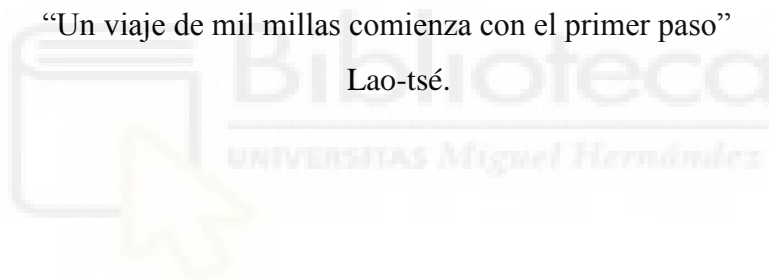 “Un viaje de mil millas comienza con el primer paso”
Lao-tsé.
Biblioteca
UNIVERSITAS Miguel Hernández